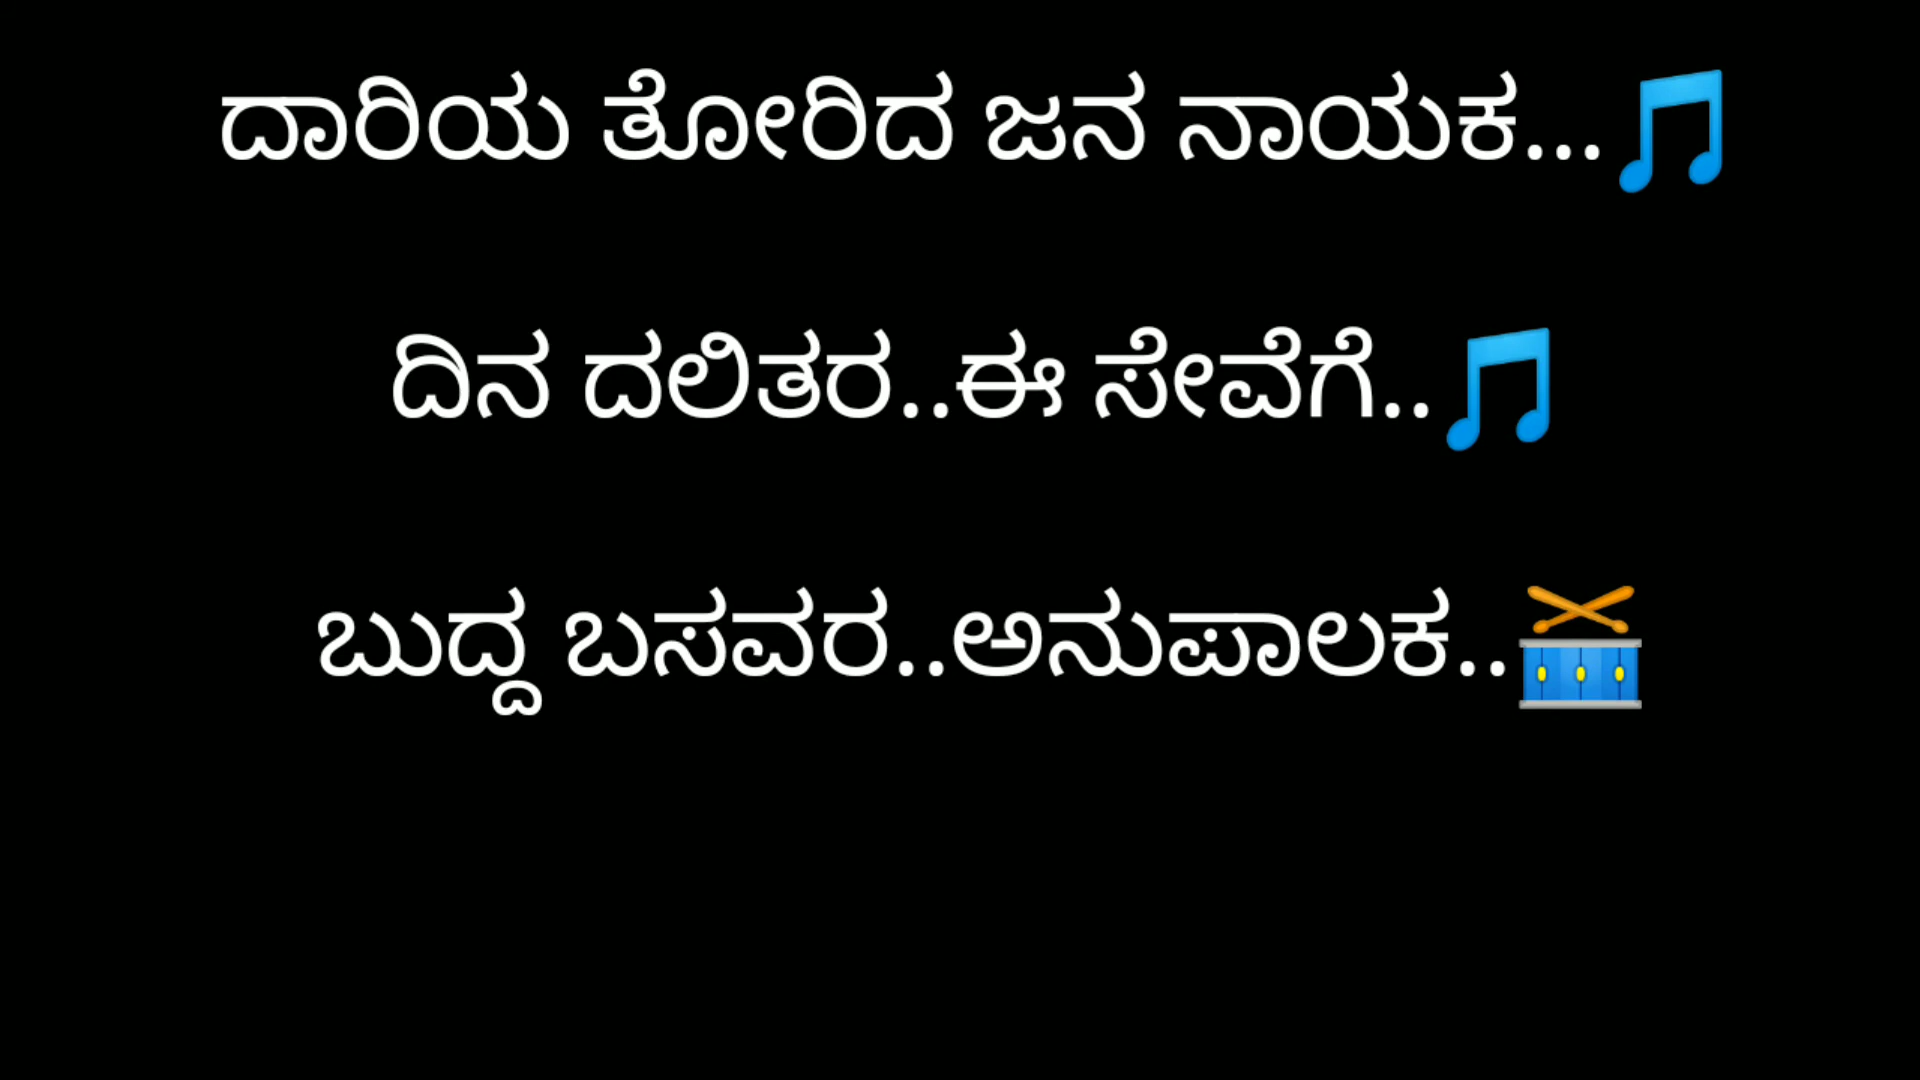 ದಾರಿಯ ತೋರಿದ ಜನ ನಾಯಕ...🎵
ದಿನ ದಲಿತರ..ಈ ಸೇವೆಗೆ..🎵
ಬುದ್ದ ಬಸವರ..ಅನುಪಾಲಕ..🥁